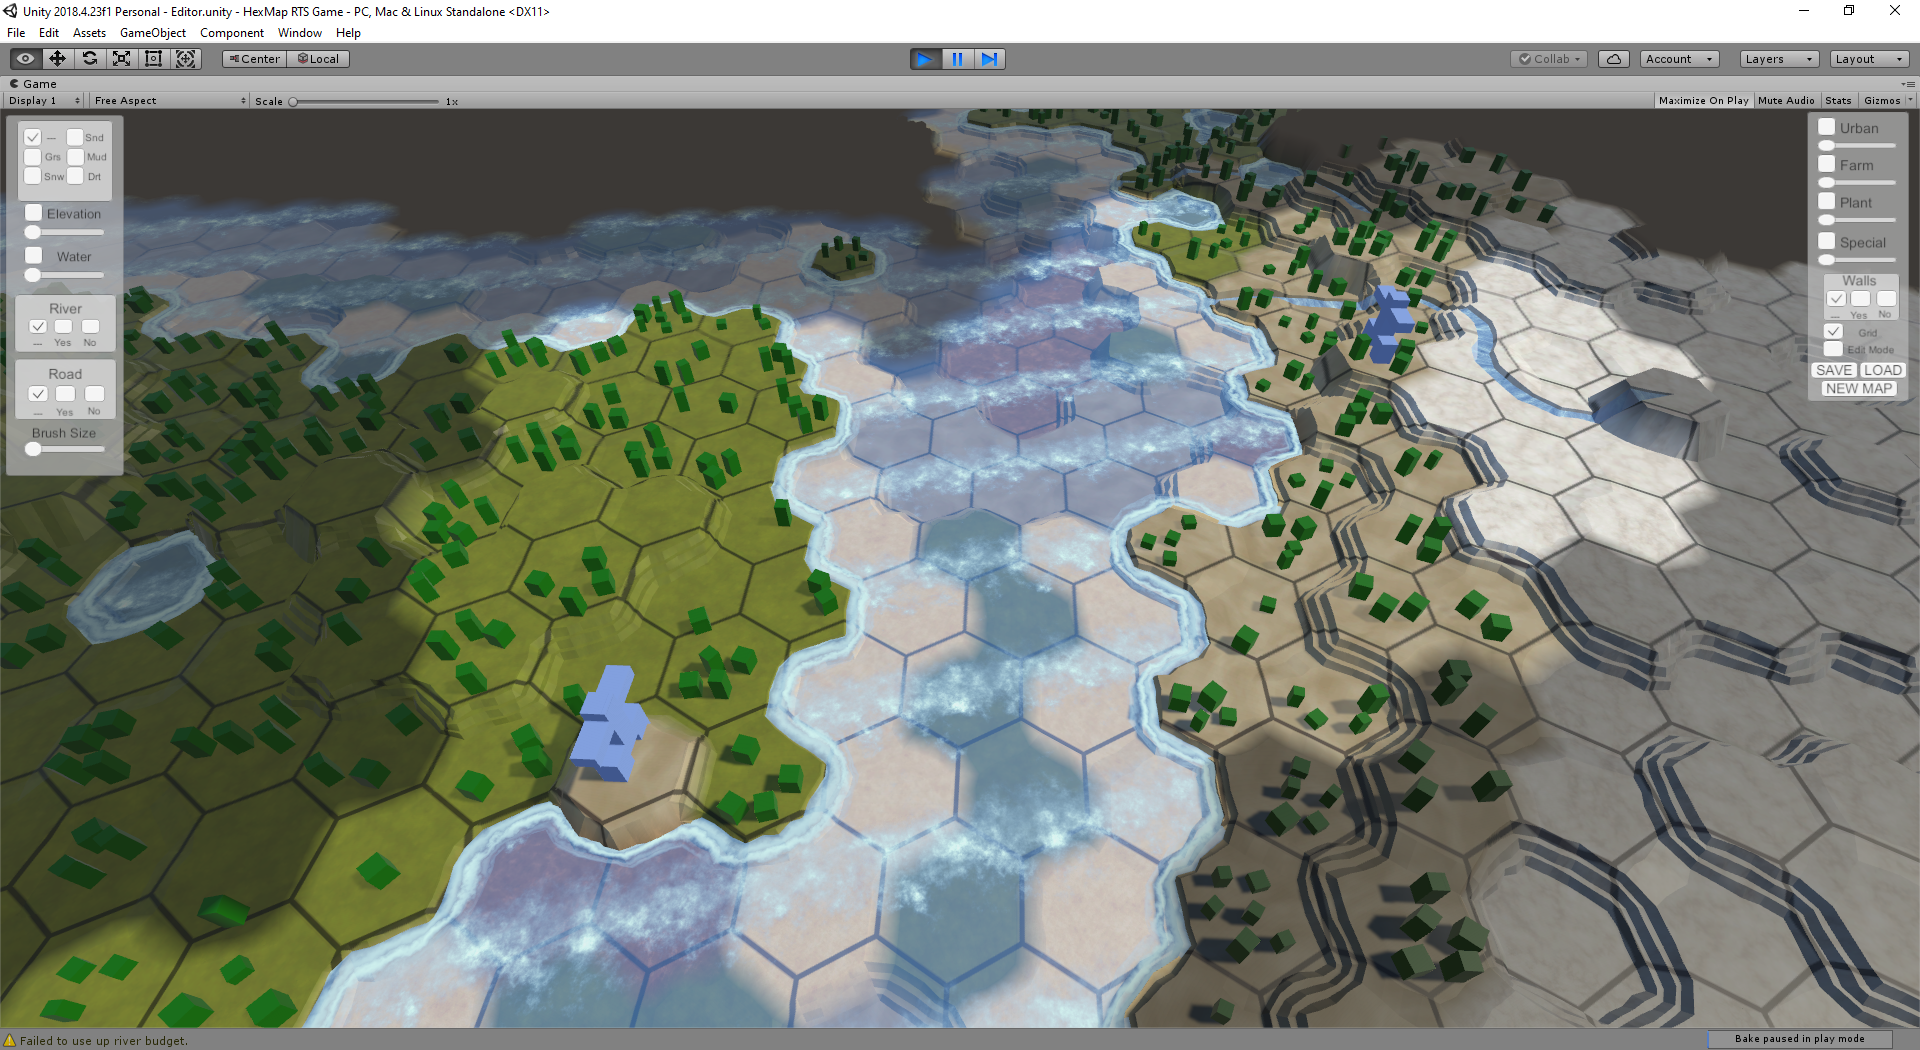 Unity 2018.4.23f1 Personal - Editor.unity - HexMap RTS Game - PC, Mac & Linux Standalone <DX11>
File Edit Assets GameObject Component Window Help
Center Local Collab Account Layers Layout
Game
Display 1 Free Aspect Scale 1x Maximize On Play Mute Audio Stats Gizmos
--- Snd
Grs Mud
Snw Drt
Elevation
Water
River
--- Yes No
Road
--- Yes No
Brush Size
Urban
Farm
Plant
Special
Walls
--- Yes No
Grid
Edit Mode
SAVE LOAD
NEW MAP
Failed to use up river budget.
Bake paused in play mode